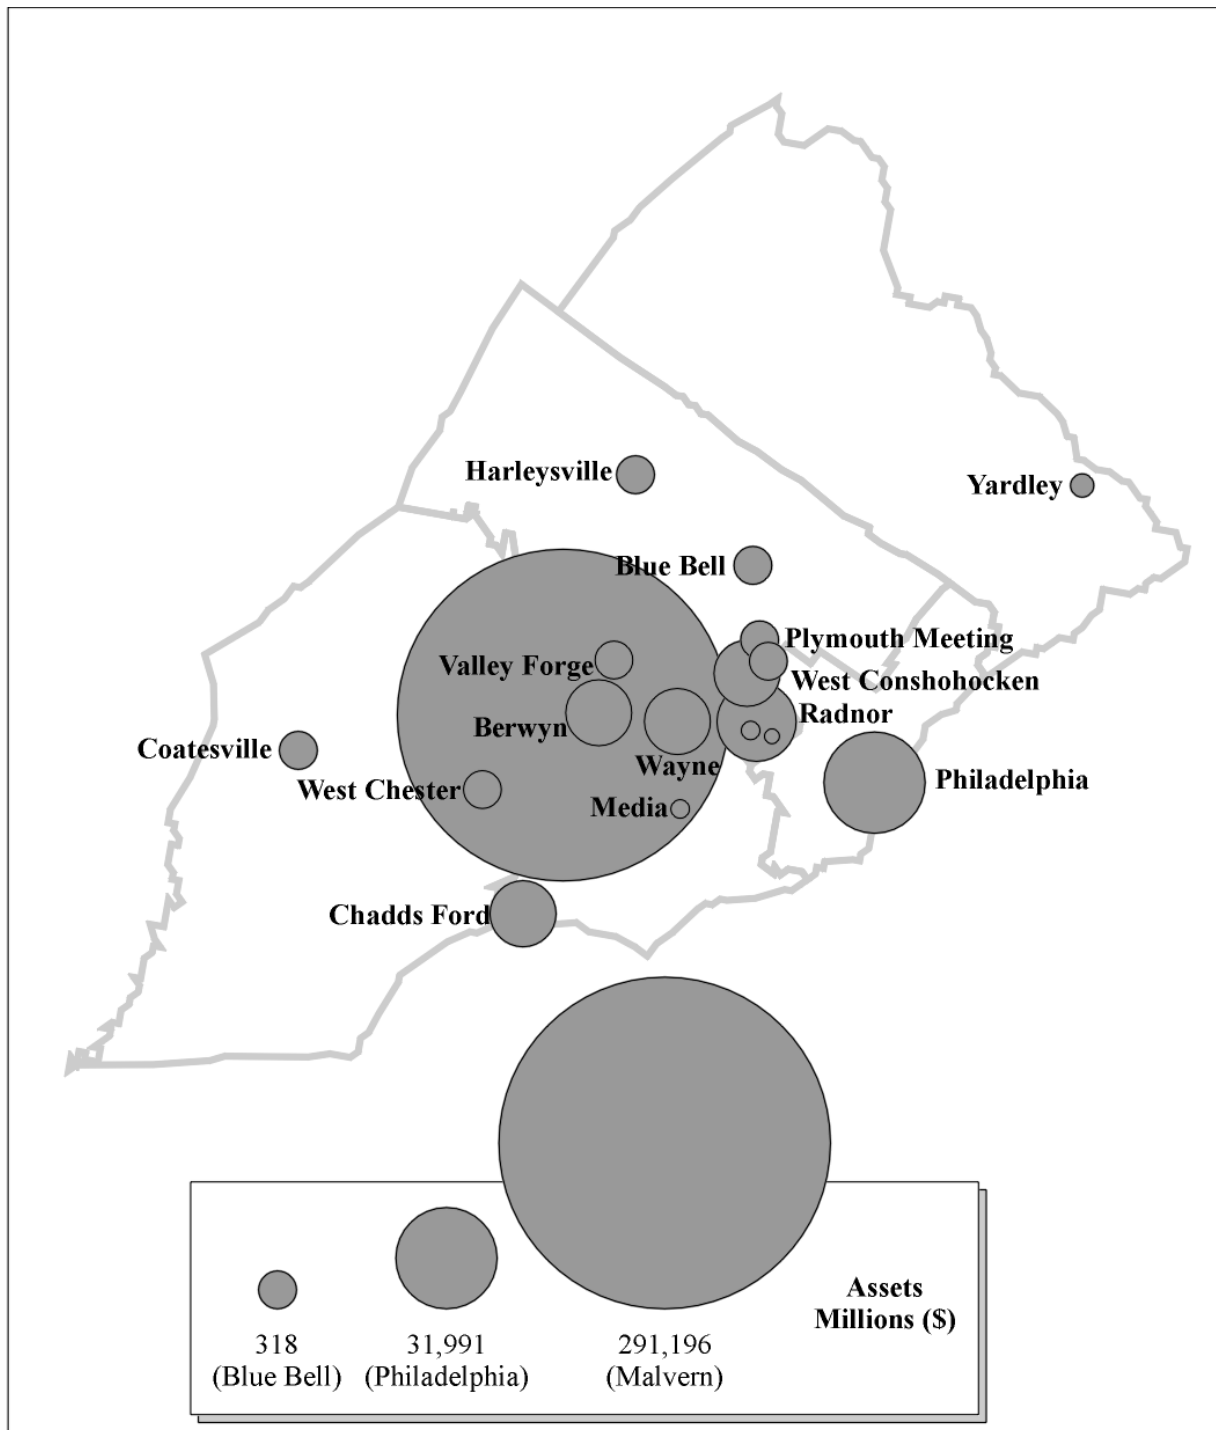 Harleysville
Yardley
Blue Bell
Plymouth Meeting
Valley Forge
West Conshohocken
Radnor
Berwyn
Coatesville
Wayne
Philadelphia
West Chester
Media
Chadds Ford
Assets
Millions ($)
318
(Blue Bell)
31,991
(Philadelphia)
291,196
(Malvern)